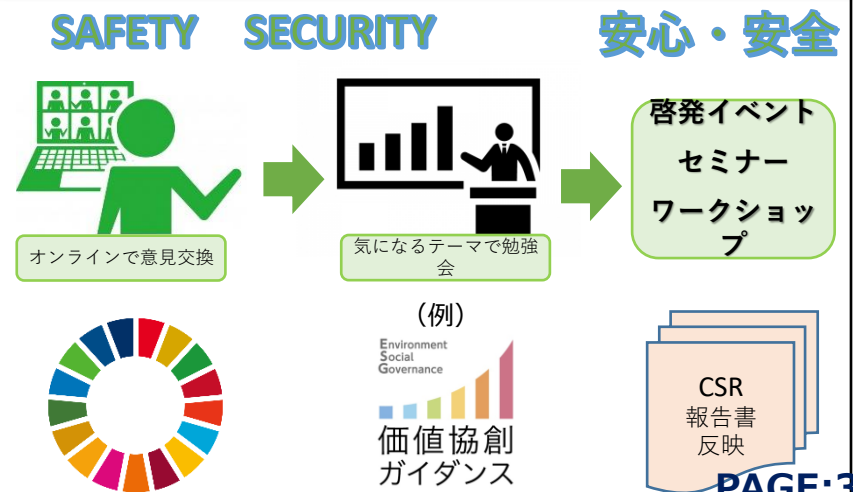 SAFETY SECURITY 安心・安全
オンラインで意見交換
気になるテーマで勉強
会
啓発イベント
セミナー
ワークショッ
プ
（例）
Environment
Social
Governance
価値協創
ガイダンス
CSR
報告書
反映
PAGE:3